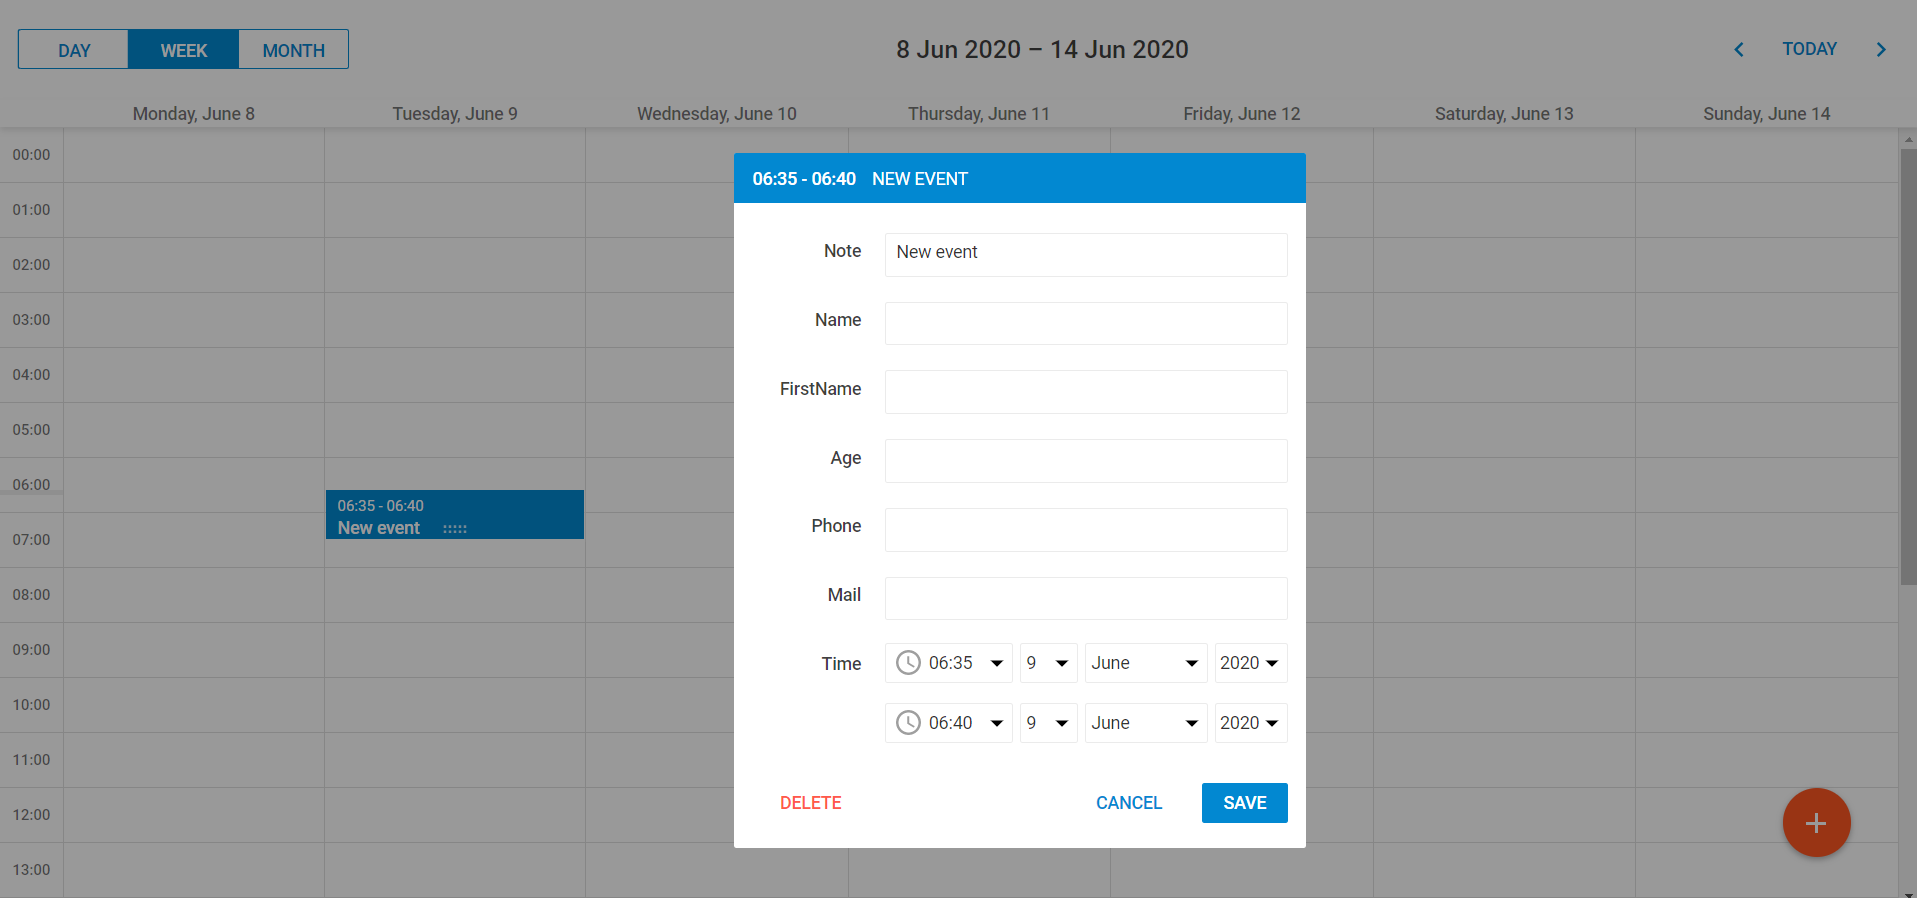 DAY WEEK MONTH 8 Jun 2020 – 14 Jun 2020 TODAY
Monday, June 8 Tuesday, June 9 Wednesday, June 10 Thursday, June 11 Friday, June 12 Saturday, June 13 Sunday, June 14
00:00
01:00
02:00
03:00
04:00
05:00
06:00
07:00
08:00
09:00
10:00
11:00
12:00
13:00
06:35 - 06:40
New event
06:35 - 06:40 NEW EVENT
Note New event
Name
FirstName
Age
Phone
Mail
Time 06:35 9 June 2020
06:40 9 June 2020
DELETE CANCEL SAVE